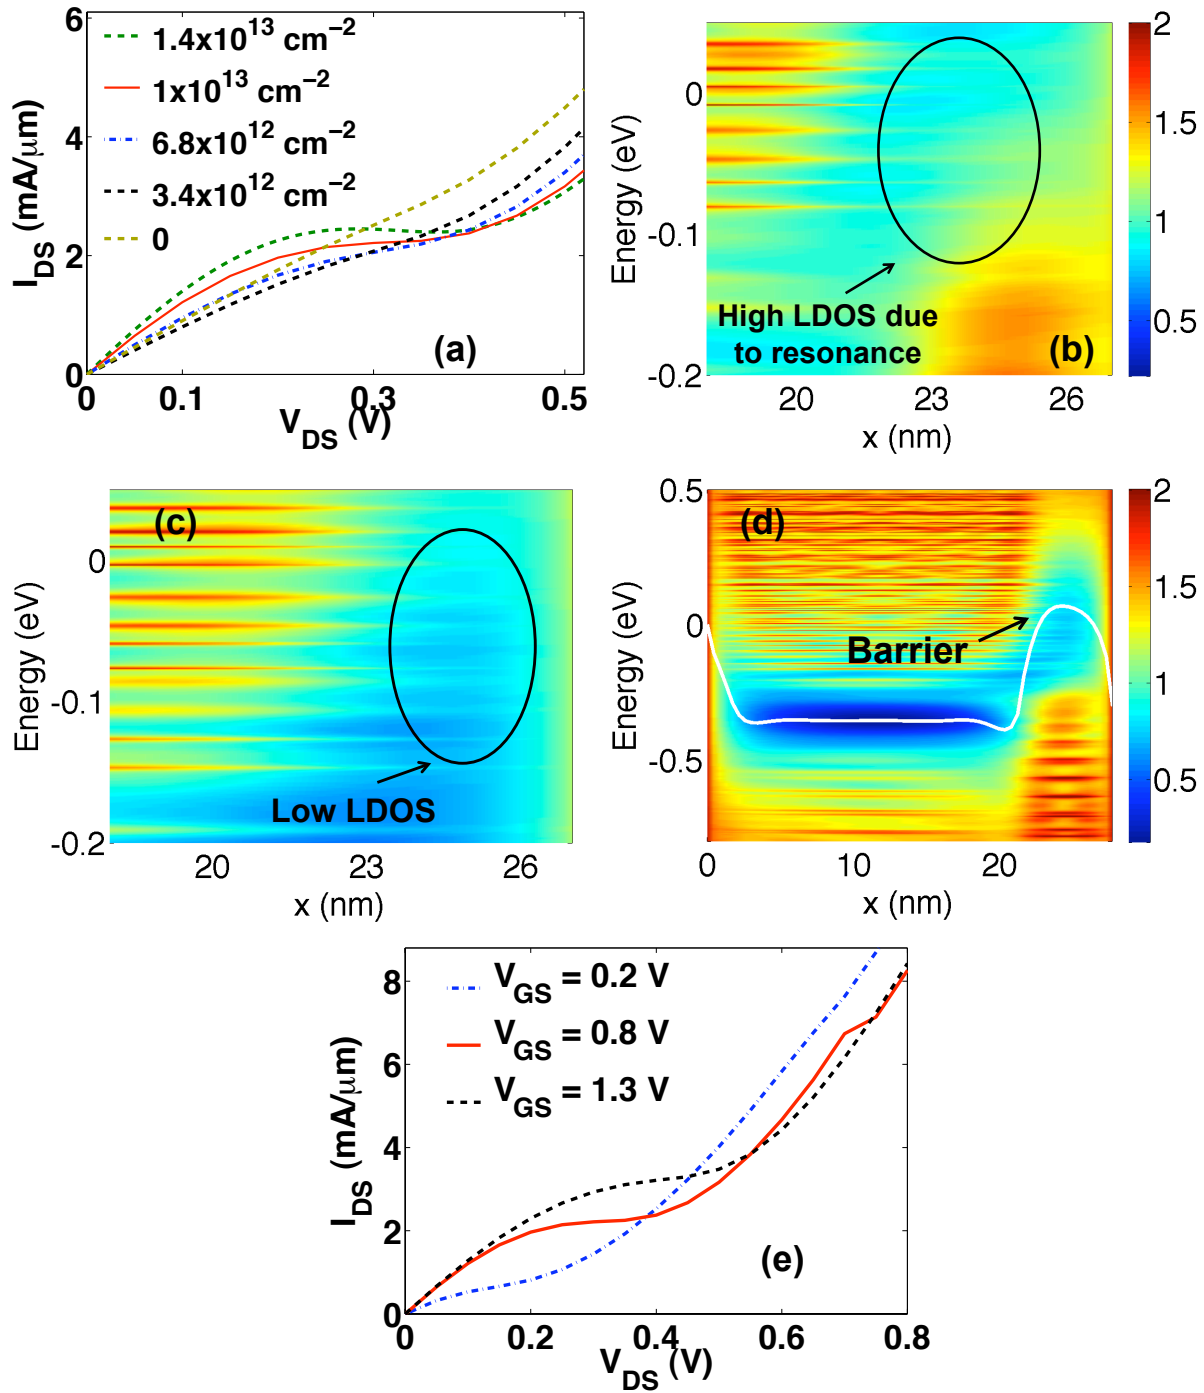 6
4
2
0
I_DS (mA/μm)
1.4x10^13 cm^−2
1x10^13 cm^−2
6.8x10^12 cm^−2
3.4x10^12 cm^−2
0
(a)
0 0.1 0.3 0.5
V_DS (V)
0
-0.1
-0.2
Energy (eV)
High LDOS due
to resonance
(b)
20 23 26
x (nm)
2
1.5
1
0.5
0
-0.1
-0.2
Energy (eV)
(c)
Low LDOS
20 23 26
x (nm)
0.5
0
-0.5
Energy (eV)
(d)
Barrier
0 10 20
x (nm)
2
1.5
1
0.5
8
6
4
2
0
I_DS (mA/μm)
V_GS = 0.2 V
V_GS = 0.8 V
V_GS = 1.3 V
(e)
0 0.2 0.4 0.6 0.8
V_DS (V)